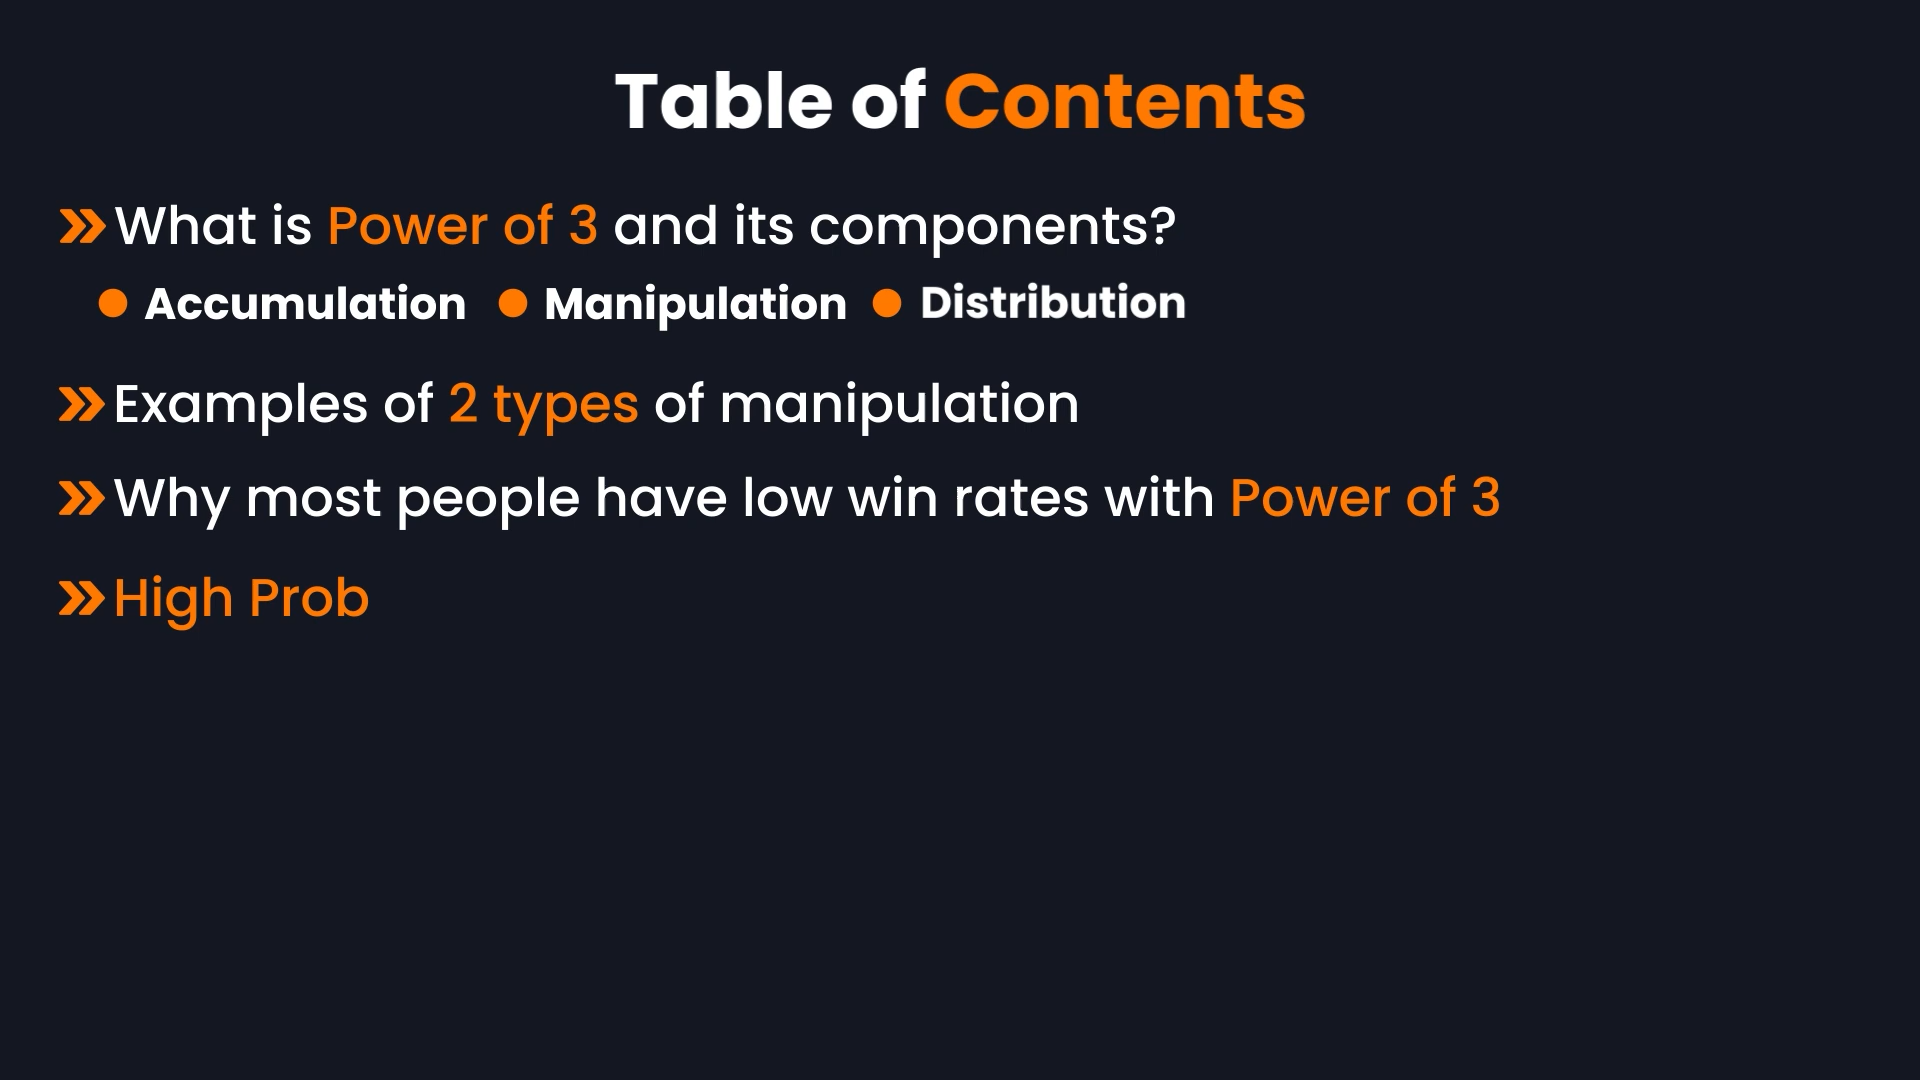 Table of Contents
What is Power of 3 and its components?
Accumulation Manipulation Distribution
Examples of 2 types of manipulation
Why most people have low win rates with Power of 3
High Prob